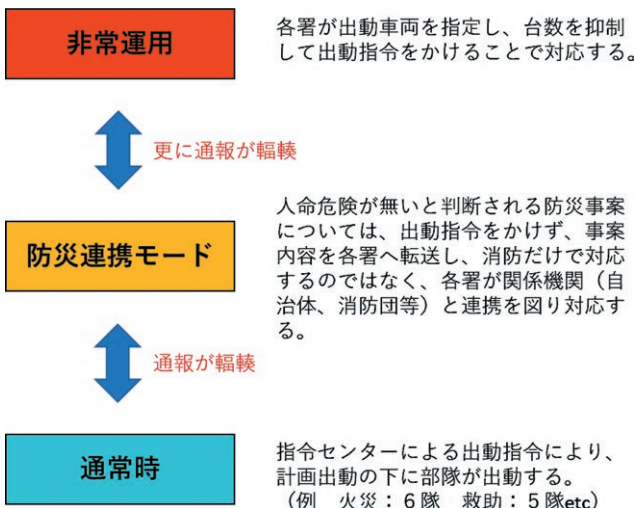 非常運用
各署が出動車両を指定し、台数を抑制
して出動指令をかけることで対応する。
更に通報が輻輳
防災連携モード
人命危険が無いと判断される防災事案
については、出動指令をかけず、事案
内容を各署へ転送し、消防だけで対応
するのではなく、各署が関係機関（自
治体、消防団等）と連携を図り対応す
る。
通報が輻輳
通常時
指令センターによる出動指令により、
計画出動の下に部隊が出動する。
（例　火災：６隊　救助：５隊etc）